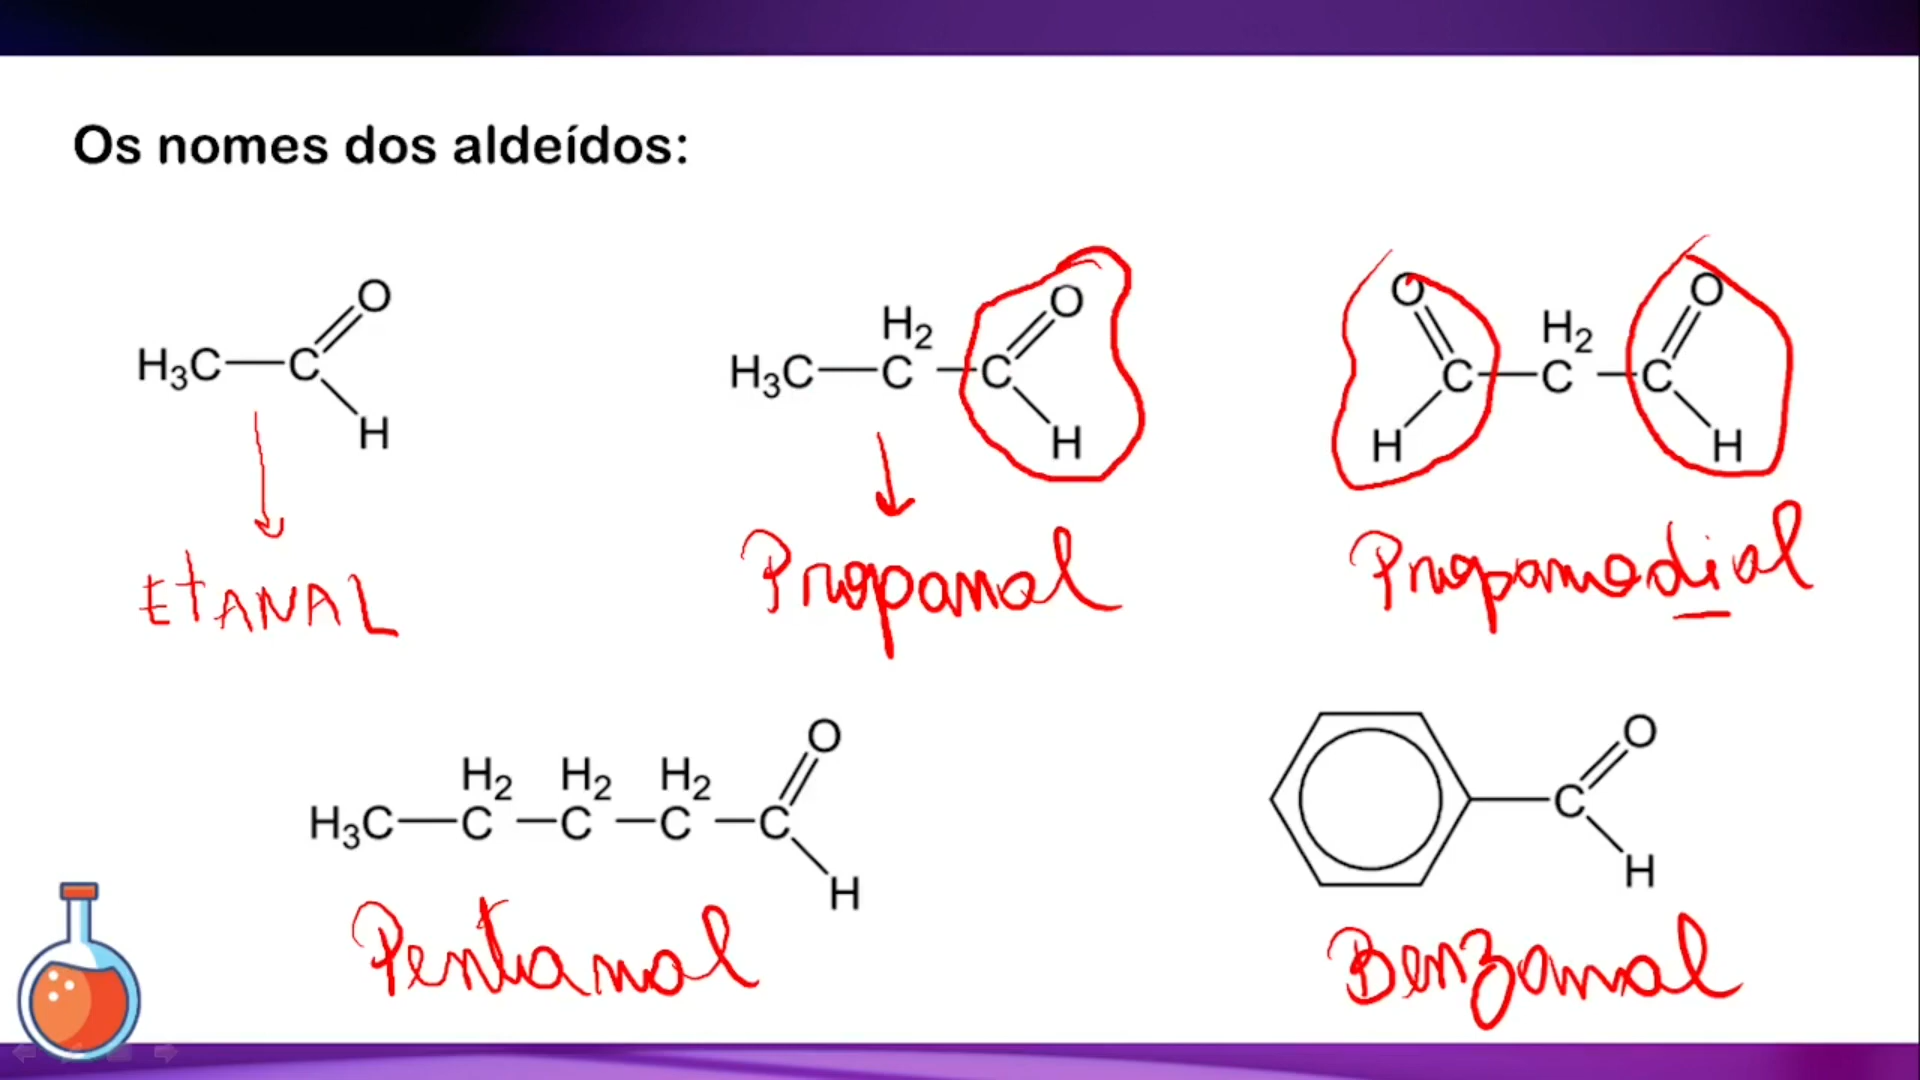 Os nomes dos aldeídos:
O
H₃C—C
H
EtANAL
H₂ O
H₃C—C—C
H
Propanal
O H₂ O
C—C—C
H H
Propanodial
H₂ H₂ H₂ O
H₃C—C—C—C—C
H
Pentanal
O
C
H
Benzanal